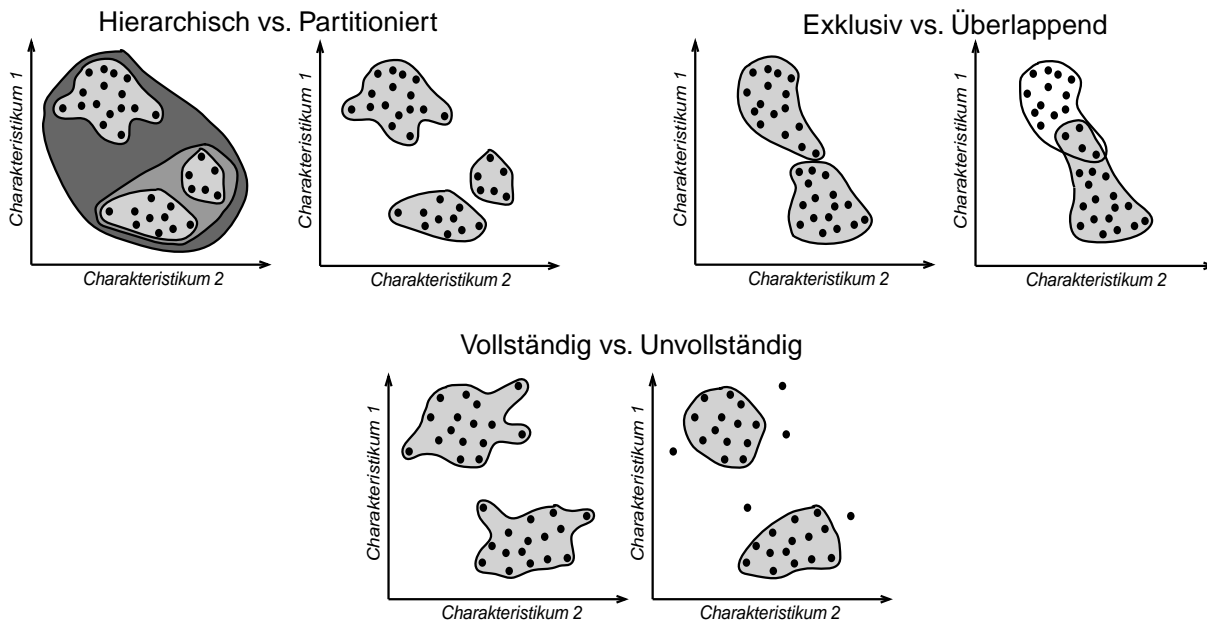 Hierarchisch vs. Partitioniert
Exklusiv vs. Überlappend
Charakteristikum 1
Charakteristikum 2
Charakteristikum 1
Charakteristikum 2
Charakteristikum 1
Charakteristikum 2
Charakteristikum 1
Charakteristikum 2
Vollständig vs. Unvollständig
Charakteristikum 1
Charakteristikum 2
Charakteristikum 1
Charakteristikum 2